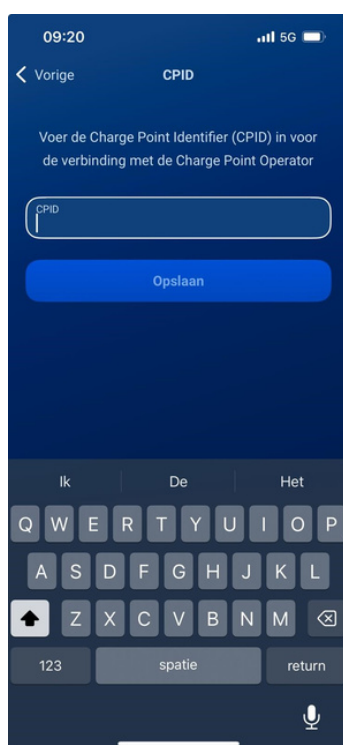 09:20
5G
Vorige
CPID
Voer de Charge Point Identifier (CPID) in voor
de verbinding met de Charge Point Operator
CPID
Opslaan
Ik De Het
Q W E R T Y U I O P
A S D F G H J K L
Z X C V B N M
123 spatie return